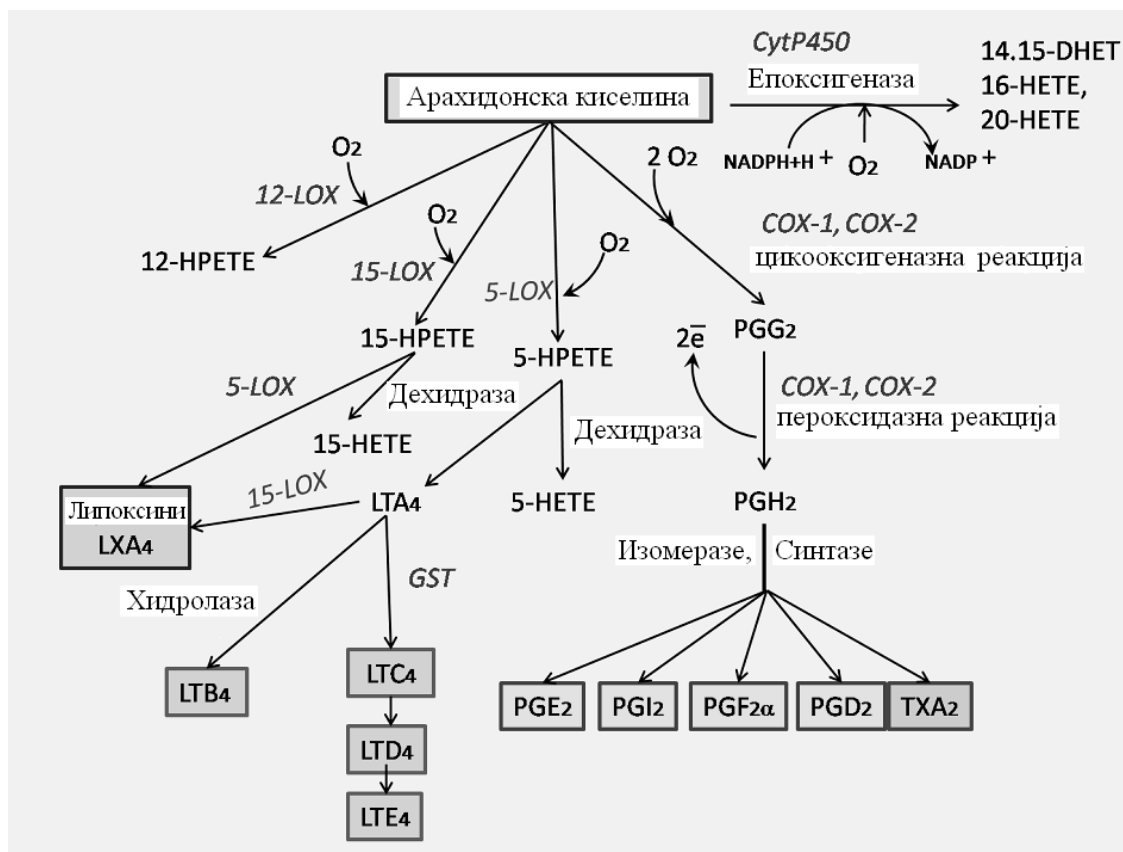 CytP450
Епоксигеназа
14.15-DHET
16-HETE,
20-HETE
Арахидонска киселина
NADPH+H +
O2
NADP +
O2
12-LOX
12-HPETE
O2
15-LOX
15-HPETE
O2
5-LOX
5-HPETE
2 O2
COX-1, COX-2
цикооксигеназна реакција
PGG2
2e
COX-1, COX-2
пероксидазна реакција
5-LOX
Дехидраза
15-HETE
Дехидраза
Липоксини
LXA4
15-LOX
LTA4
5-HETE
PGH2
Изомеразе,
Синтазе
Хидролаза
GST
LTB4
LTC4
LTD4
LTE4
PGE2
PGI2
PGF2α
PGD2
TXA2